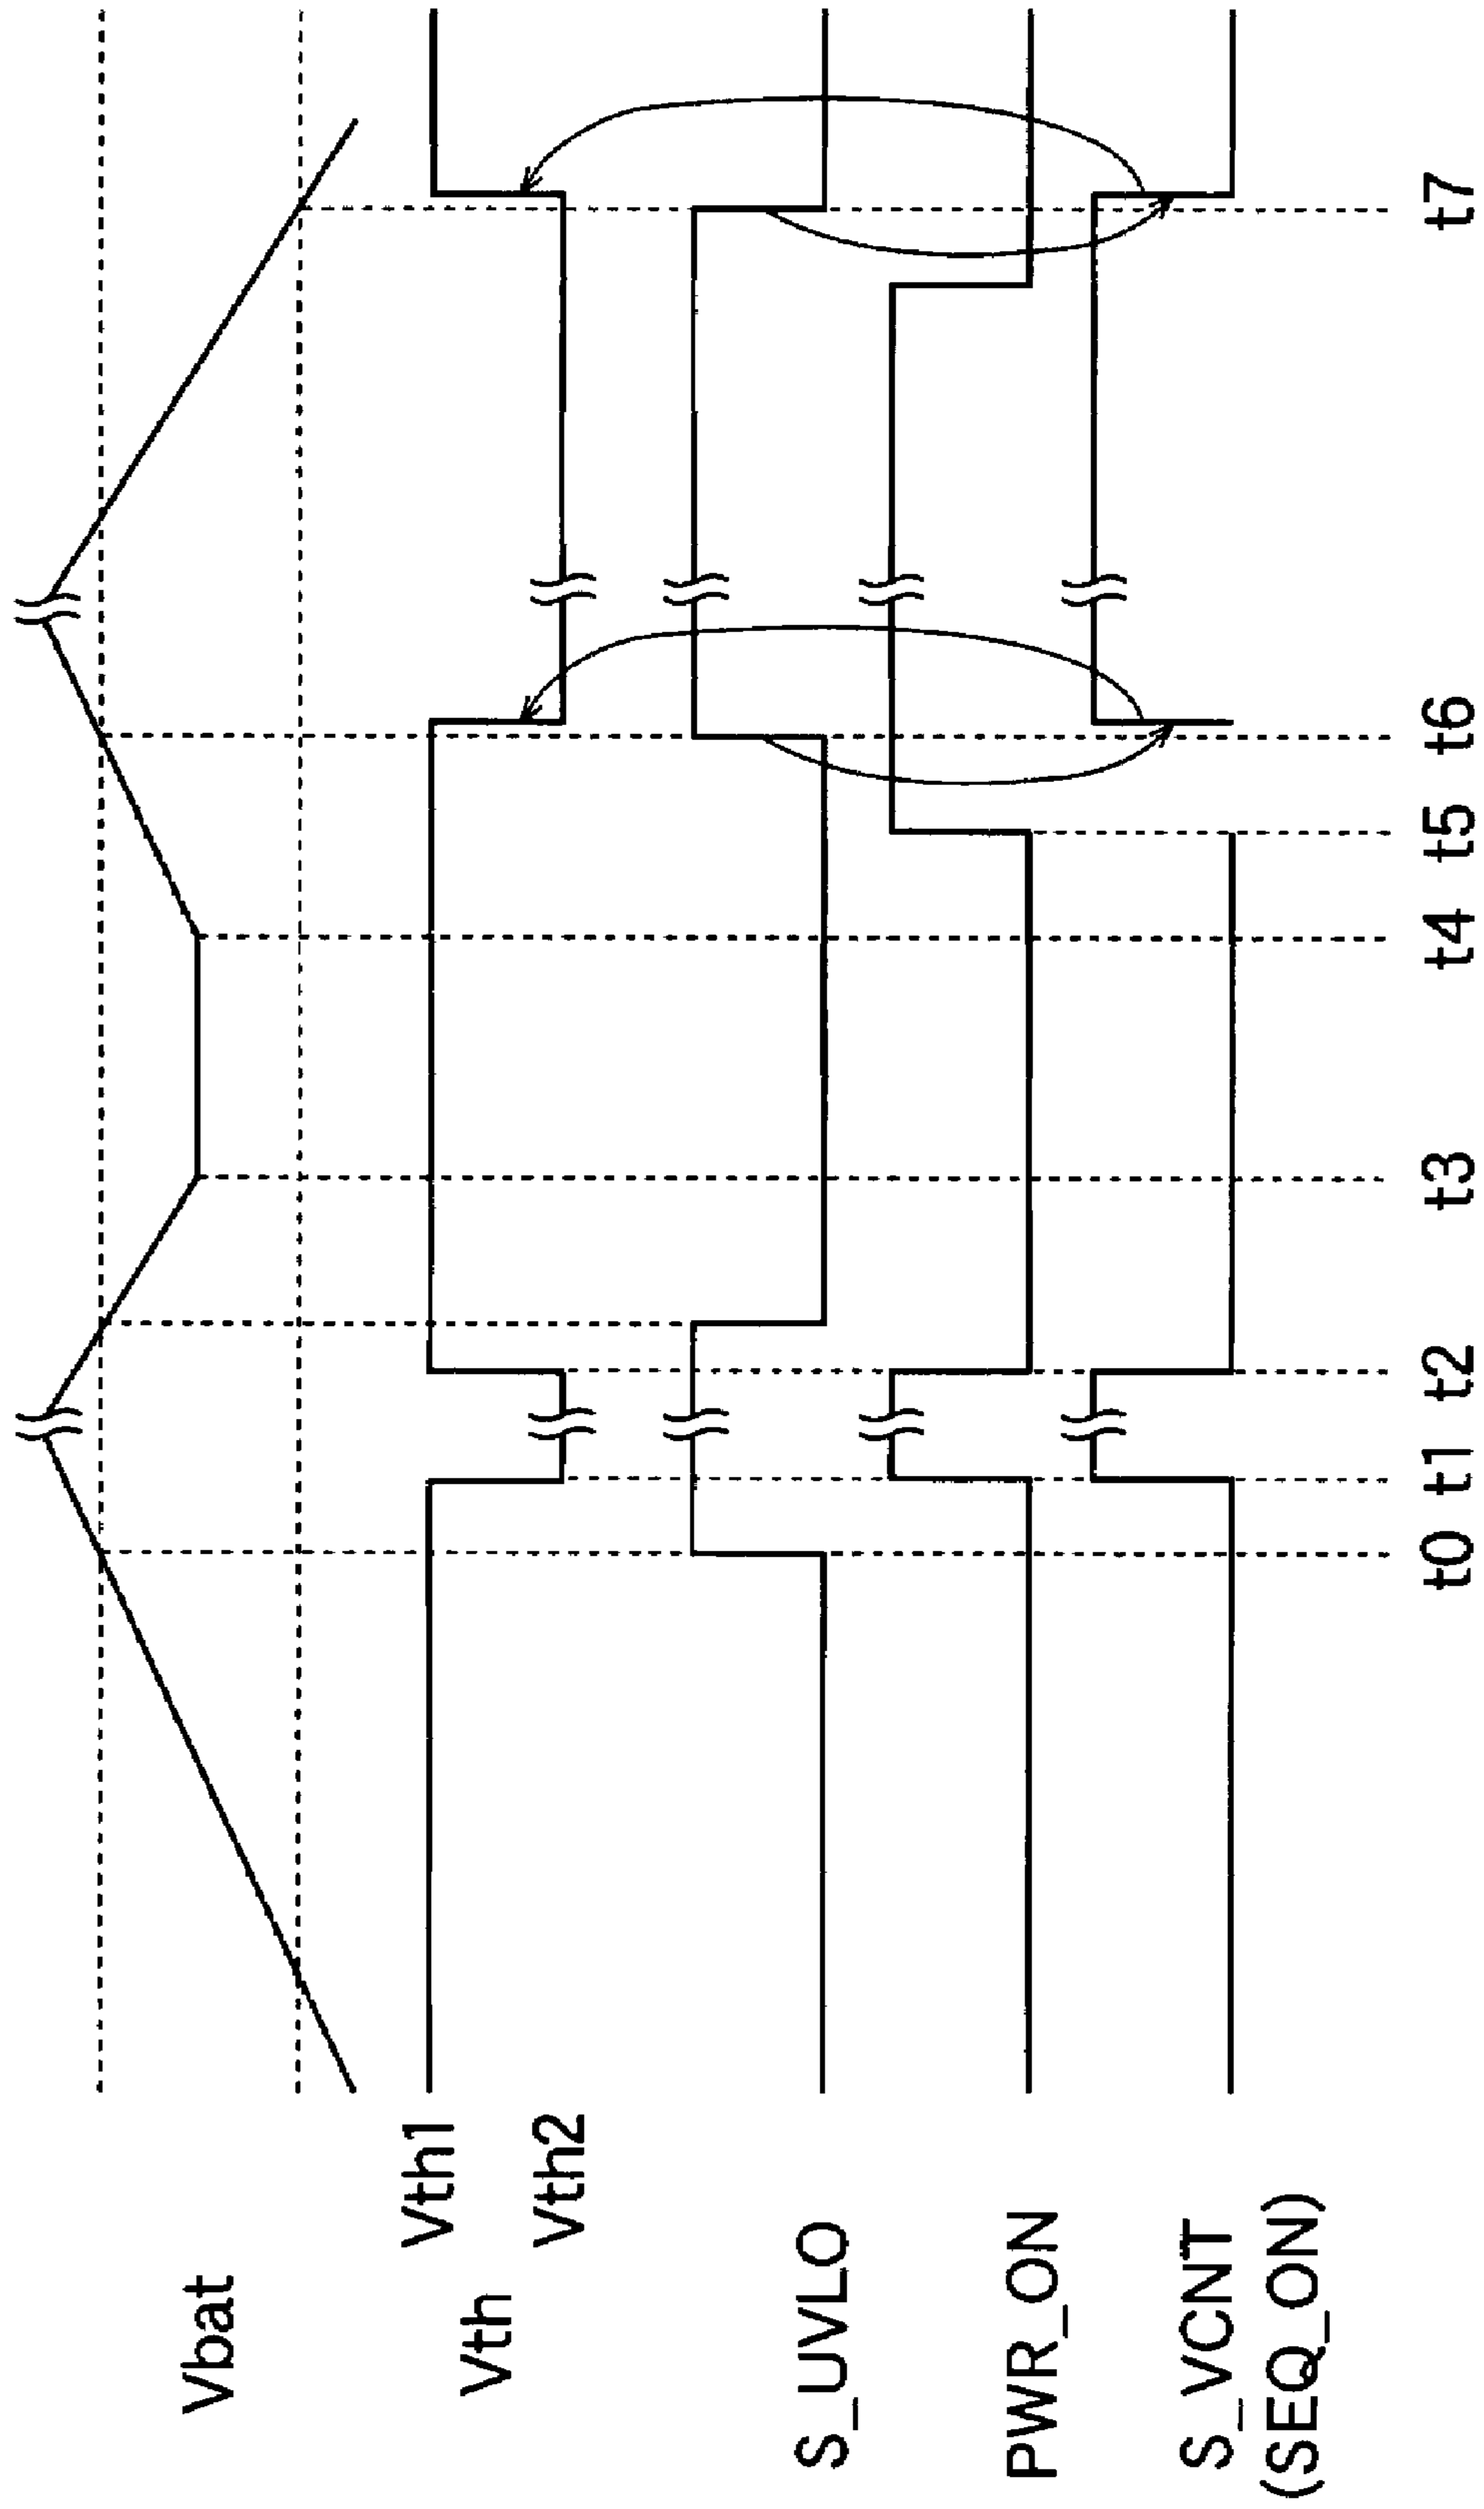 Vbat
Vth1
Vth
Vth2
S_UVLO
PWR_ON
S_VCNT
(SEQ_ON)
t0 t1 t2 t3 t4 t5 t6 t7